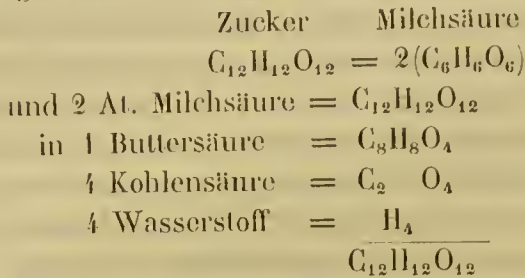 Zucker Milchsäure
C₁₂H₁₂O₁₂ = 2(C₆H₆O₆)
und 2 At. Milchsäure = C₁₂H₁₂O₁₂
in 1 Buttersäure = C₈H₈O₄
4 Kohlensäure = C₂ O₄
4 Wasserstoff = H₄
C₁₂H₁₂O₁₂